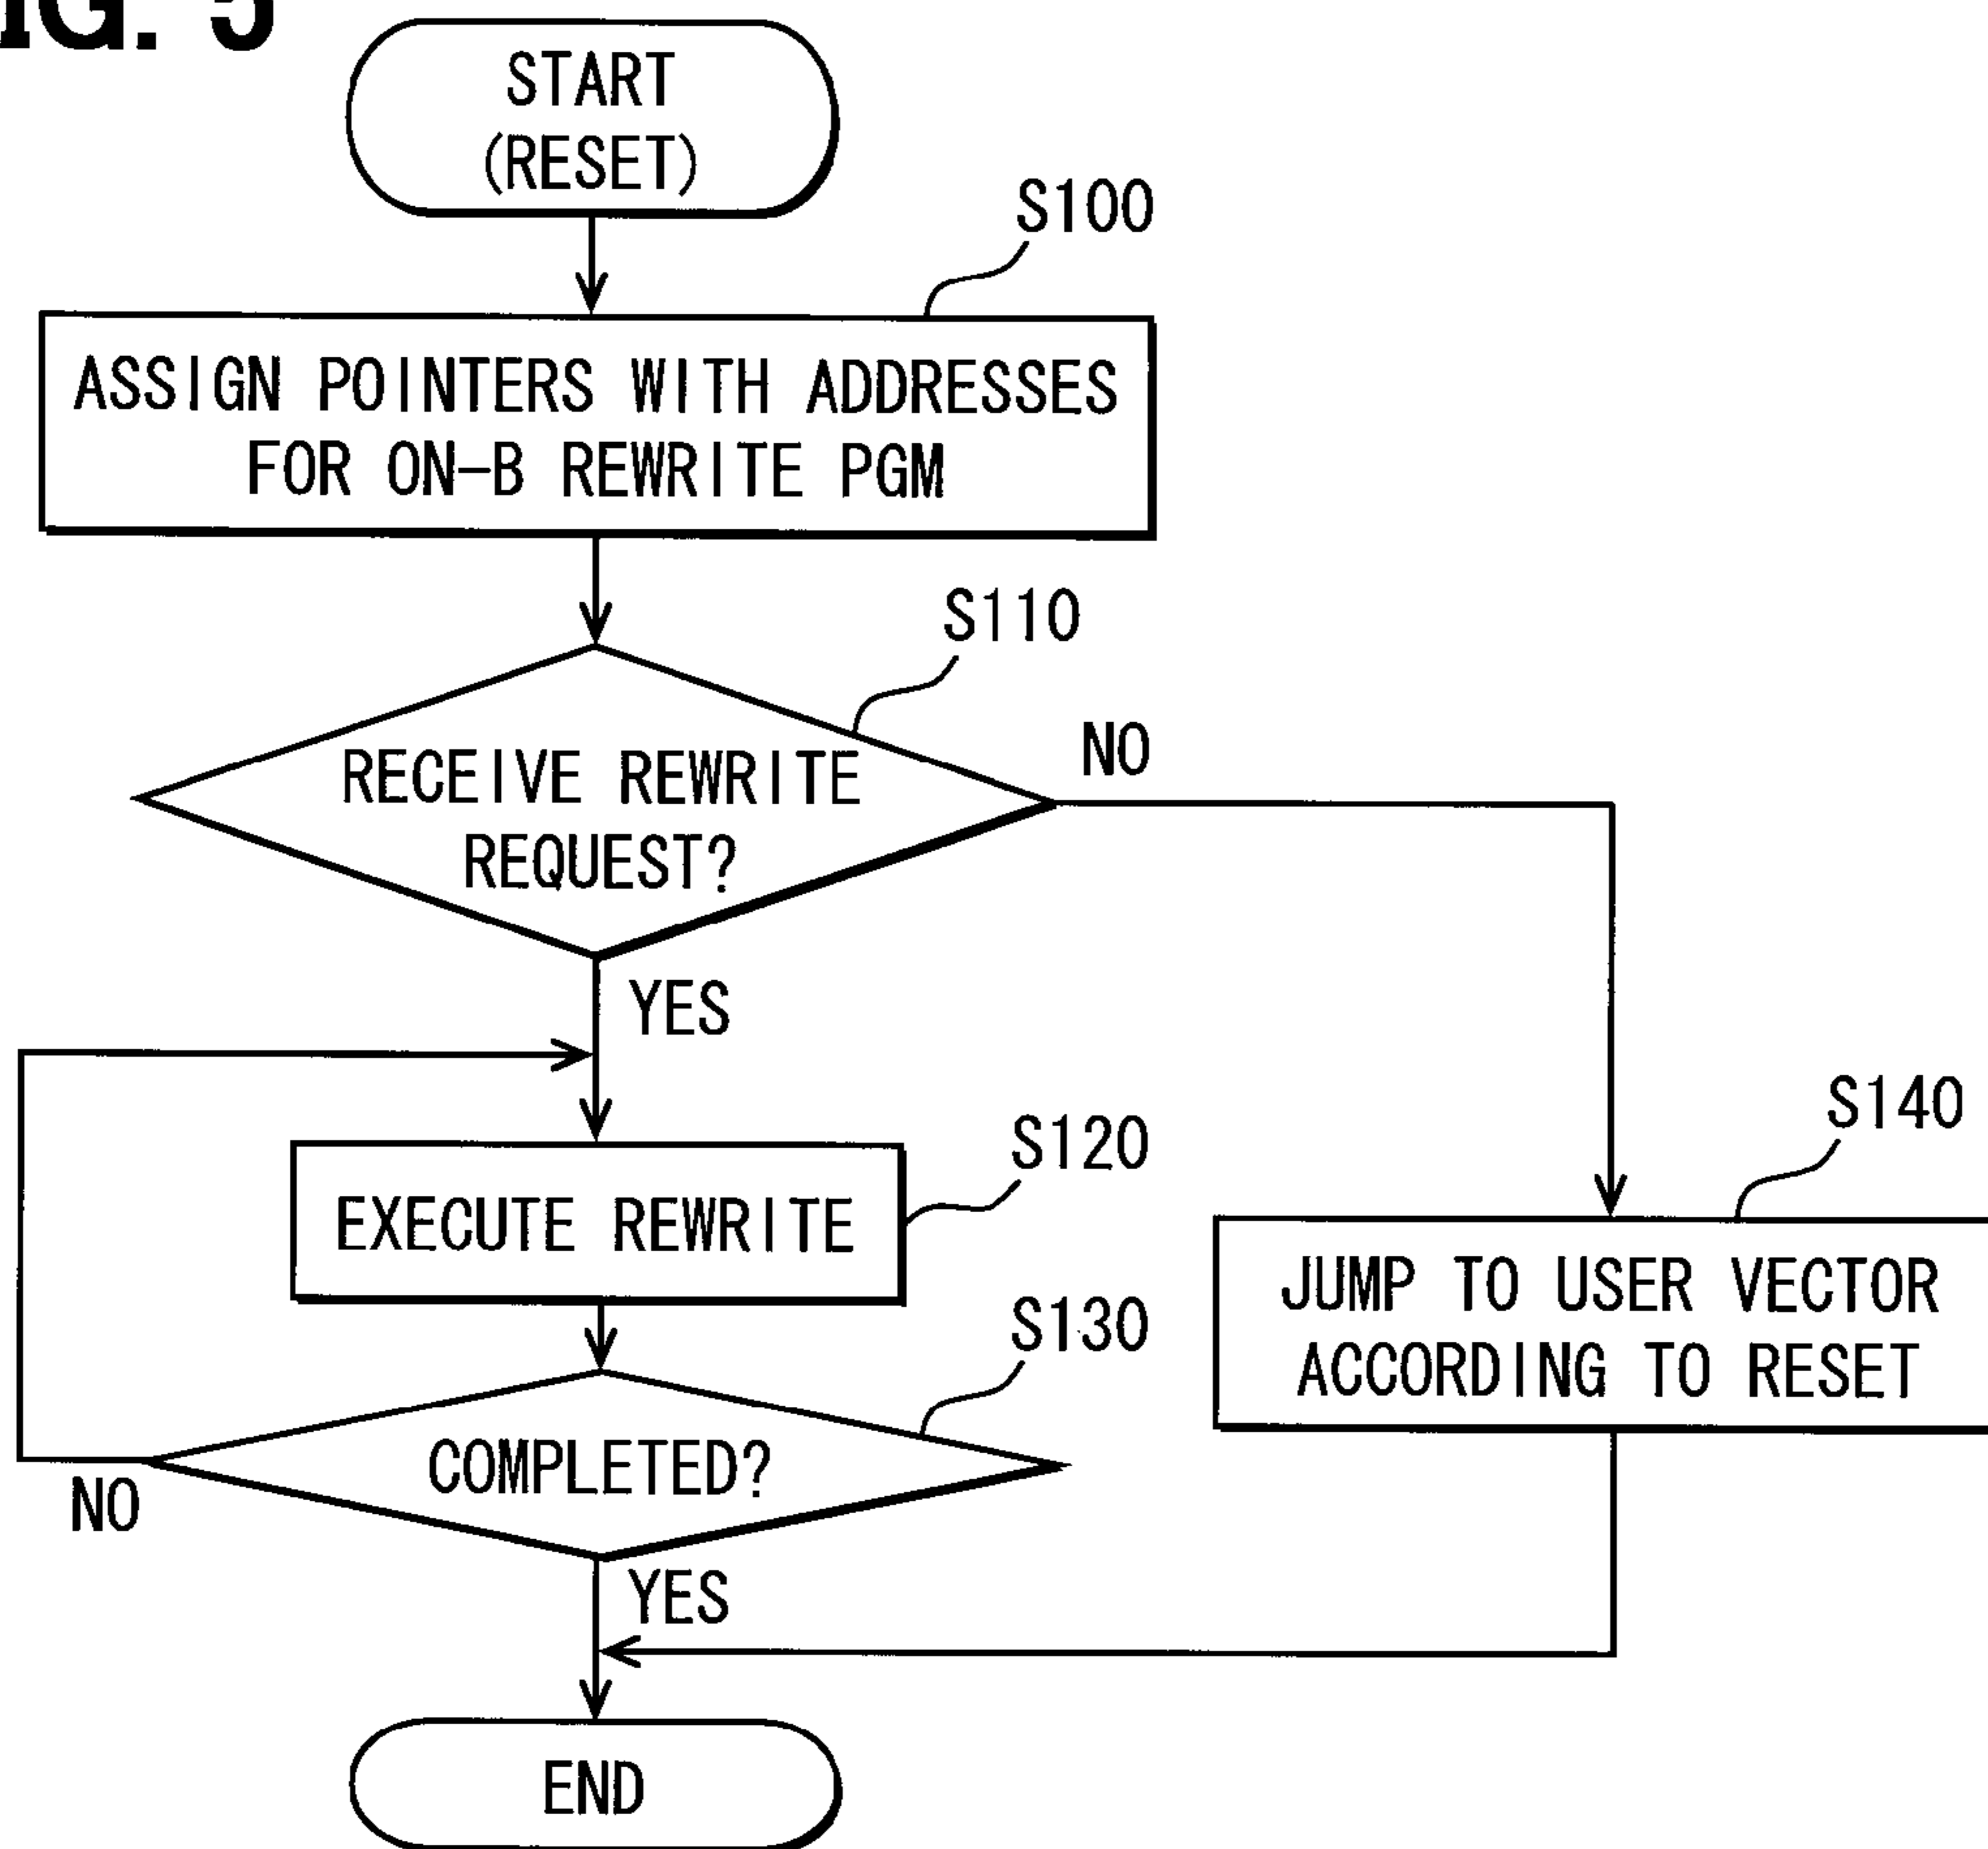 IG. 5
START
(RESET)
S100
ASSIGN POINTERS WITH ADDRESSES
FOR ON-B REWRITE PGM
S110
RECEIVE REWRITE
REQUEST?
NO
YES
S120
EXECUTE REWRITE
S140
JUMP TO USER VECTOR
ACCORDING TO RESET
S130
COMPLETED?
NO
YES
END